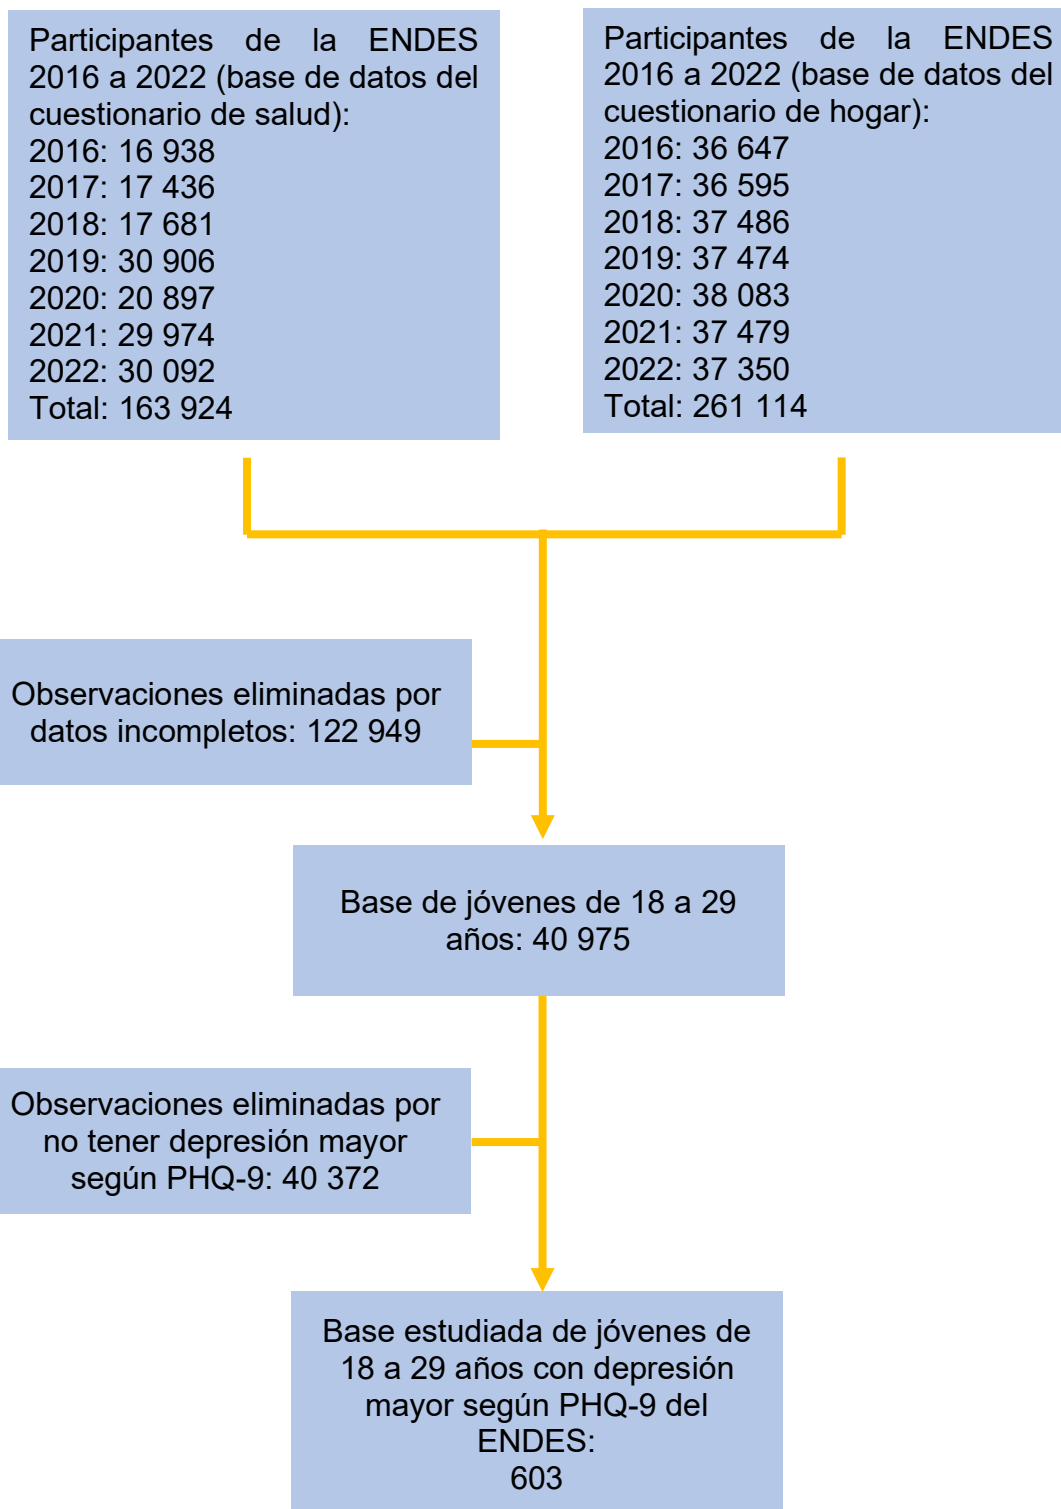 Participantes de la ENDES
2016 a 2022 (base de datos del
cuestionario de salud):
2016: 16 938
2017: 17 436
2018: 17 681
2019: 30 906
2020: 20 897
2021: 29 974
2022: 30 092
Total: 163 924
Participantes de la ENDES
2016 a 2022 (base de datos del
cuestionario de hogar):
2016: 36 647
2017: 36 595
2018: 37 486
2019: 37 474
2020: 38 083
2021: 37 479
2022: 37 350
Total: 261 114
Observaciones eliminadas por
datos incompletos: 122 949
Base de jóvenes de 18 a 29
años: 40 975
Observaciones eliminadas por
no tener depresión mayor
según PHQ-9: 40 372
Base estudiada de jóvenes de
18 a 29 años con depresión
mayor según PHQ-9 del
ENDES:
603